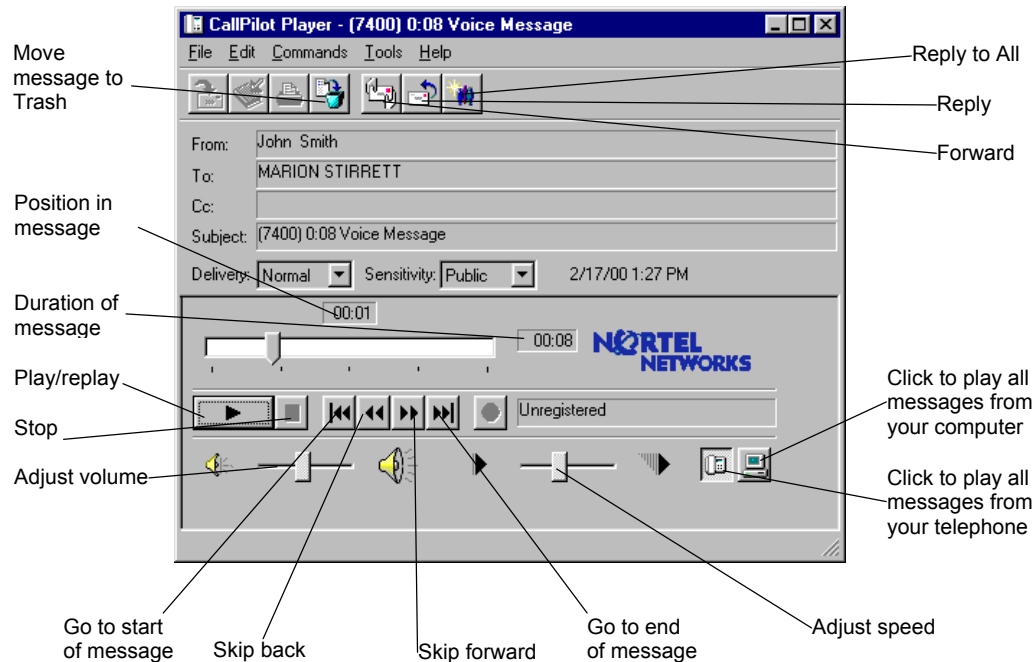 CallPilot Player - (7400) 0:08 Voice Message
File Edit Commands Tools Help
Move
message to
Trash
Reply to All
Reply
Forward
From: John Smith
To: MARION STIRRETT
Cc:
Subject: (7400) 0:08 Voice Message
Position in
message
Delivery: Normal Sensitivity: Public 2/17/00 1:27 PM
Duration of
message
00:01
00:08
NORTEL
NETWORKS
Play/replay
Stop
Unregistered
Adjust volume
Click to play all
messages from
your computer
Click to play all
messages from
your telephone
Go to start
of message
Skip back
Skip forward
Go to end
of message
Adjust speed